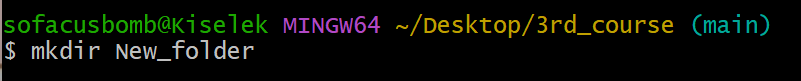 sofacusbomb@Kiselek MINGW64 ~/Desktop/3rd_course (main)
$ mkdir New_folder